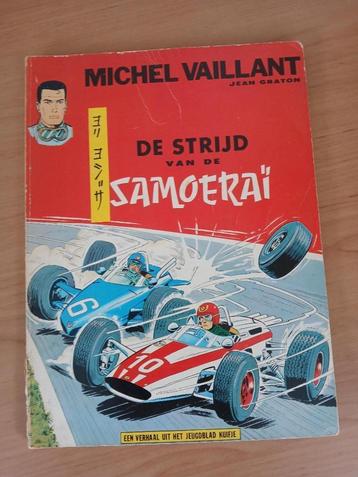 MICHEL VAILLANT
JEAN GRATON
ヨリヨシサ
DE STRIJD
VAN DE
SAMOERAÏ
6
10
EEN VERHAAL UIT HET JEUGDBLAD KUIFJE